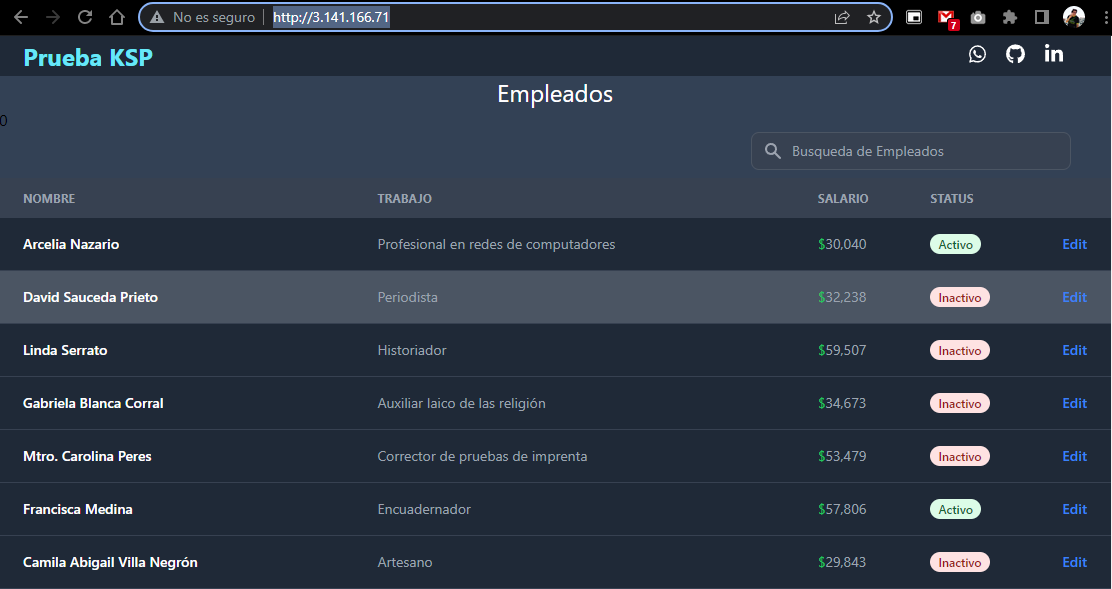 No es seguro | http://3.141.166.71
7
Prueba KSP
Empleados
0
Busqueda de Empleados
NOMBRE TRABAJO SALARIO STATUS
Arcelia Nazario Profesional en redes de computadores $30,040 Activo Edit
David Sauceda Prieto Periodista $32,238 Inactivo Edit
Linda Serrato Historiador $59,507 Inactivo Edit
Gabriela Blanca Corral Auxiliar laico de las religión $34,673 Inactivo Edit
Mtro. Carolina Peres Corrector de pruebas de imprenta $53,479 Inactivo Edit
Francisca Medina Encuadernador $57,806 Activo Edit
Camila Abigail Villa Negrón Artesano $29,843 Inactivo Edit